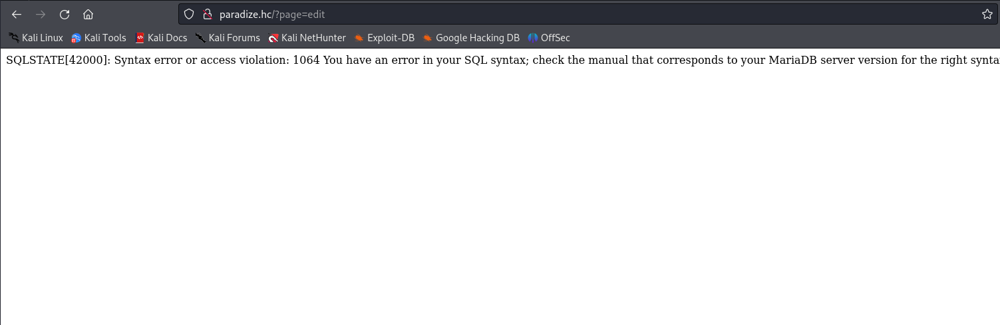 paradize.hc/?page=edit
Kali Linux Kali Tools Kali Docs Kali Forums Kali NetHunter Exploit-DB Google Hacking DB OffSec
SQLSTATE[42000]: Syntax error or access violation: 1064 You have an error in your SQL syntax; check the manual that corresponds to your MariaDB server version for the right